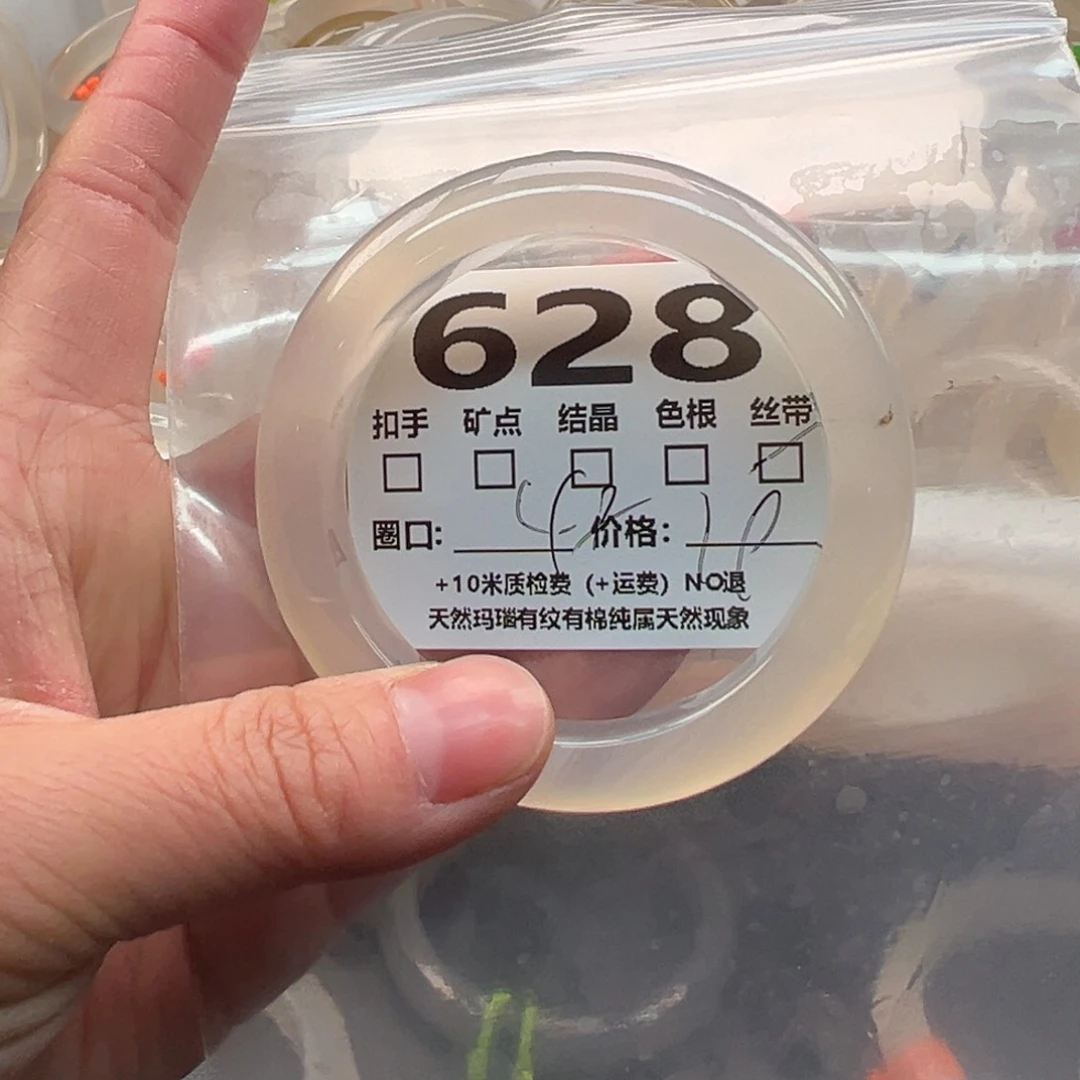 628
扣手 矿点 结晶 色根 丝带
圈口: 价格:
+10米质检费（+运费）NO退
天然玛瑙有纹有棉纯属天然现象